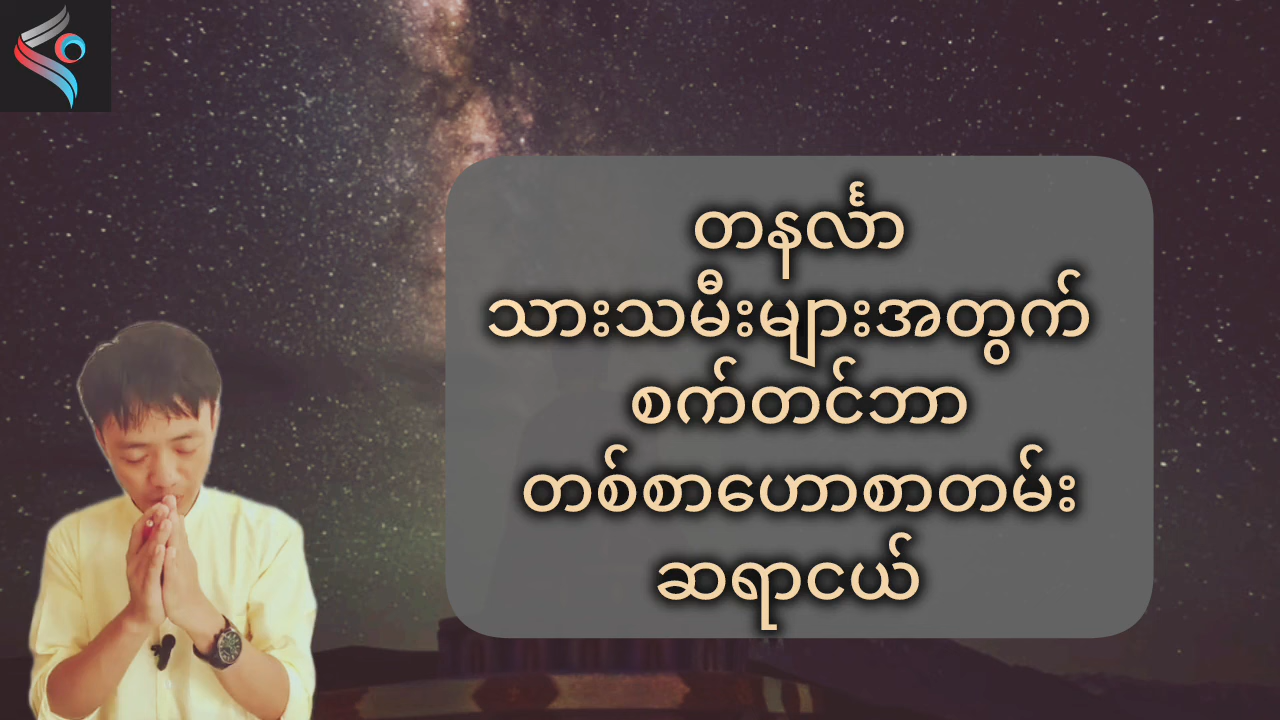 တနင်္လာ
သားသမီးများအတွက်
စက်တင်ဘာ
တစ်စာဟောစာတမ်း
ဆရာငယ်